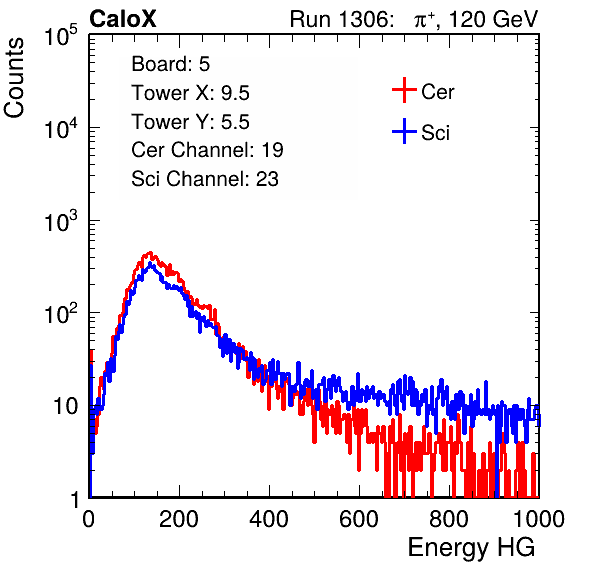 CaloX Run 1306: π⁺, 120 GeV
Counts
Board: 5
Tower X: 9.5
Tower Y: 5.5
Cer Channel: 19
Sci Channel: 23
Cer
Sci
10⁵
10⁴
10³
10²
10
1
0 200 400 600 800 1000
Energy HG